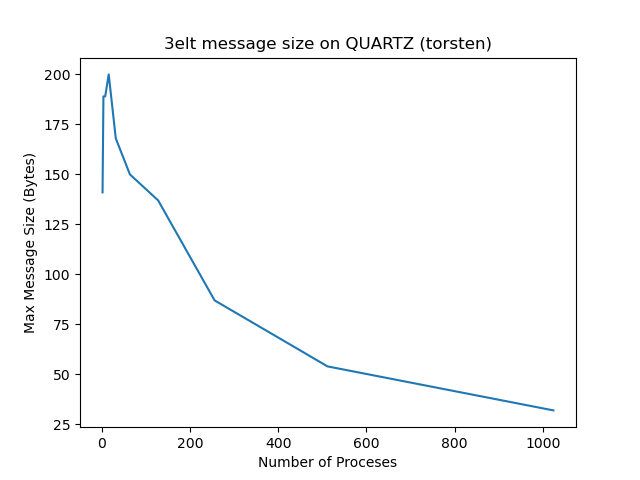 3elt message size on QUARTZ (torsten)
200
175
150
125
100
75
50
25
Max Message Size (Bytes)
0 200 400 600 800 1000
Number of Proceses